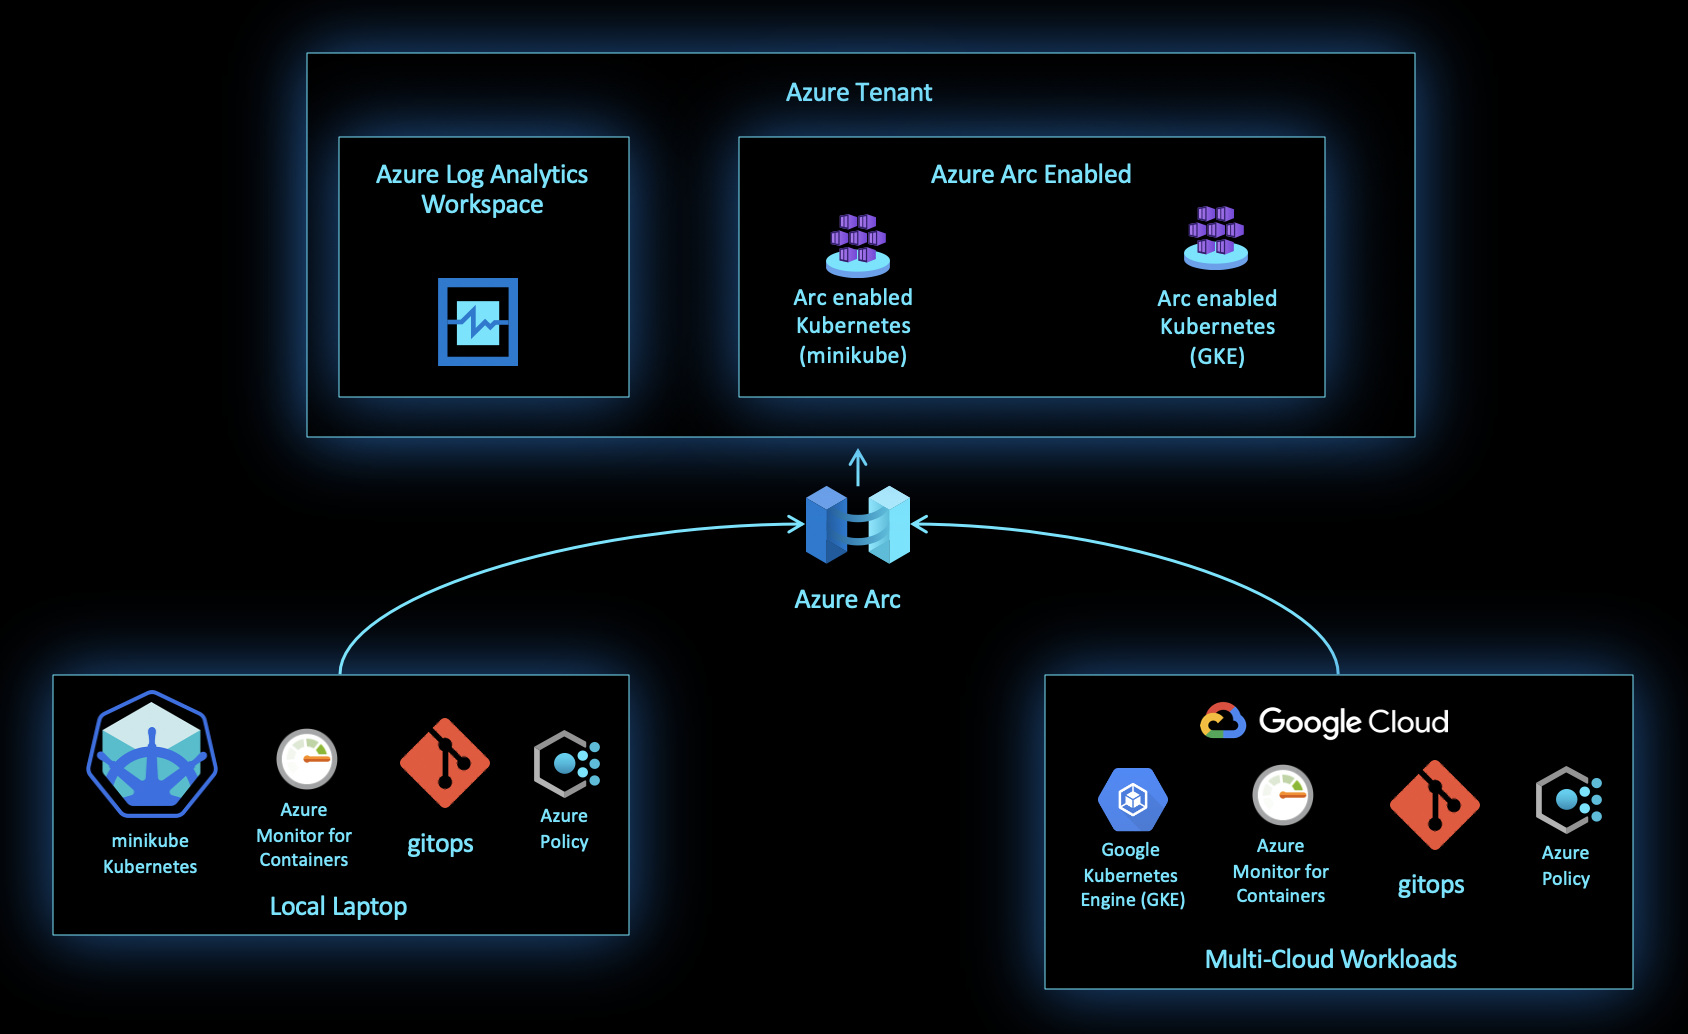 Azure Tenant
Azure Log Analytics
Workspace
Azure Arc Enabled
Arc enabled
Kubernetes
(minikube)
Arc enabled
Kubernetes
(GKE)
Azure Arc
minikube
Kubernetes
Azure
Monitor for
Containers
gitops
Azure
Policy
Local Laptop
Google Cloud
Google
Kubernetes
Engine (GKE)
Azure
Monitor for
Containers
gitops
Azure
Policy
Multi-Cloud Workloads